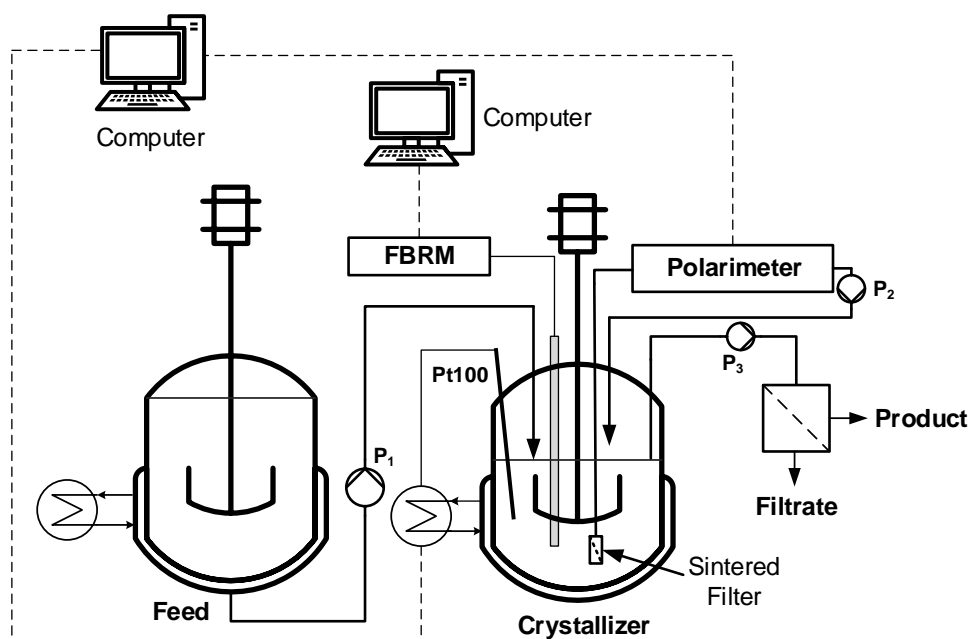 Computer
Computer
FBRM
Polarimeter
P2
P3
Pt100
P1
Product
Filtrate
Sintered
Filter
Feed
Crystallizer